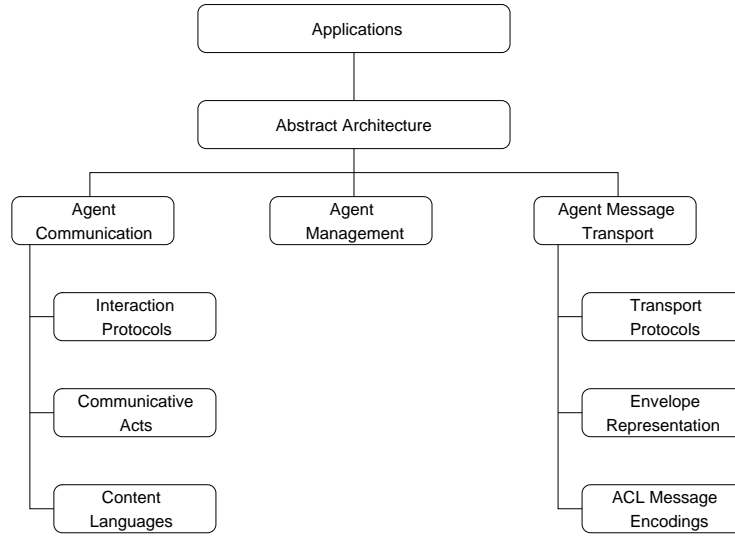 Applications
Abstract Architecture
Agent
Communication
Agent
Management
Agent Message
Transport
Interaction
Protocols
Transport
Protocols
Communicative
Acts
Envelope
Representation
Content
Languages
ACL Message
Encodings